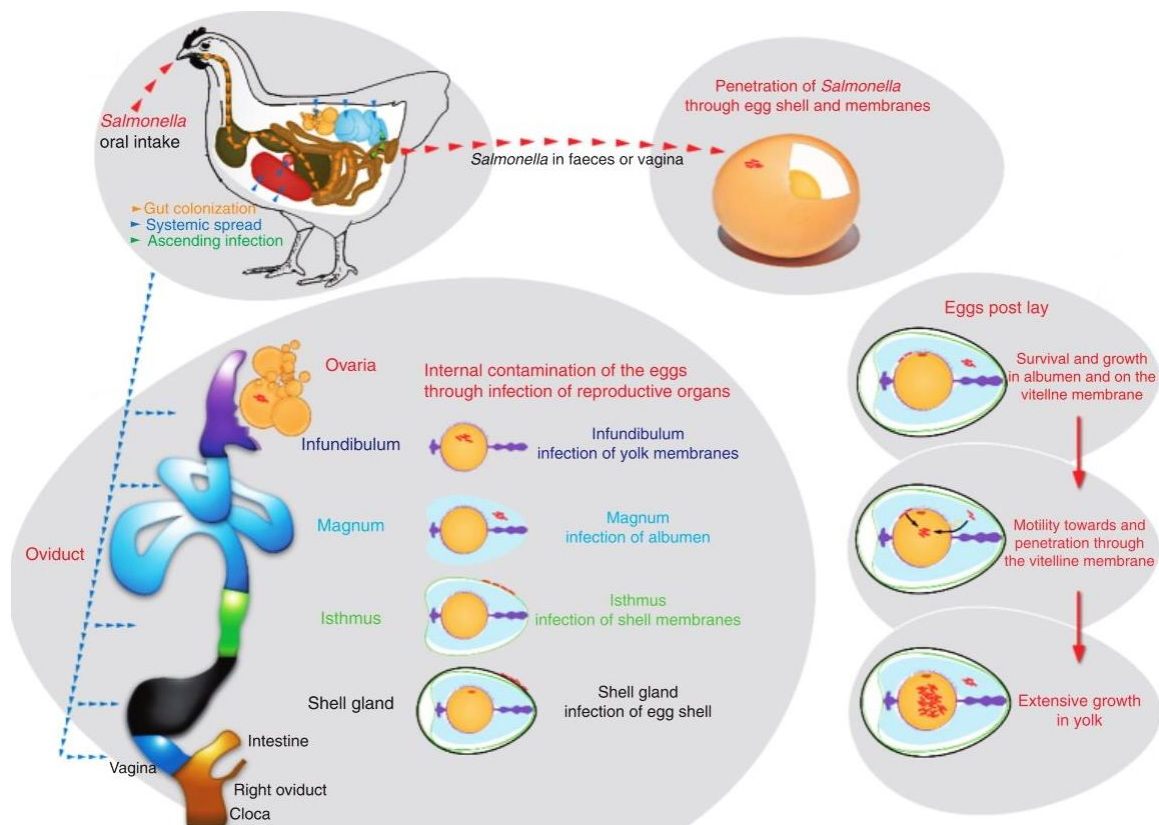 Salmonella
oral intake
Gut colonization
Systemic spread
Ascending infection
Salmonella in faeces or vagina
Penetration of Salmonella
through egg shell and membranes
Oviduct
Ovaria
Infundibulum
Magnum
Isthmus
Shell gland
Vagina
Intestine
Right oviduct
Cloca
Internal contamination of the eggs
through infection of reproductive organs
Infundibulum
infection of yolk membranes
Magnum
infection of albumen
Isthmus
infection of shell membranes
Shell gland
infection of egg shell
Eggs post lay
Survival and growth
in albumen and on the
vitellne membrane
Motility towards and
penetration through
the vitelline membrane
Extensive growth
in yolk